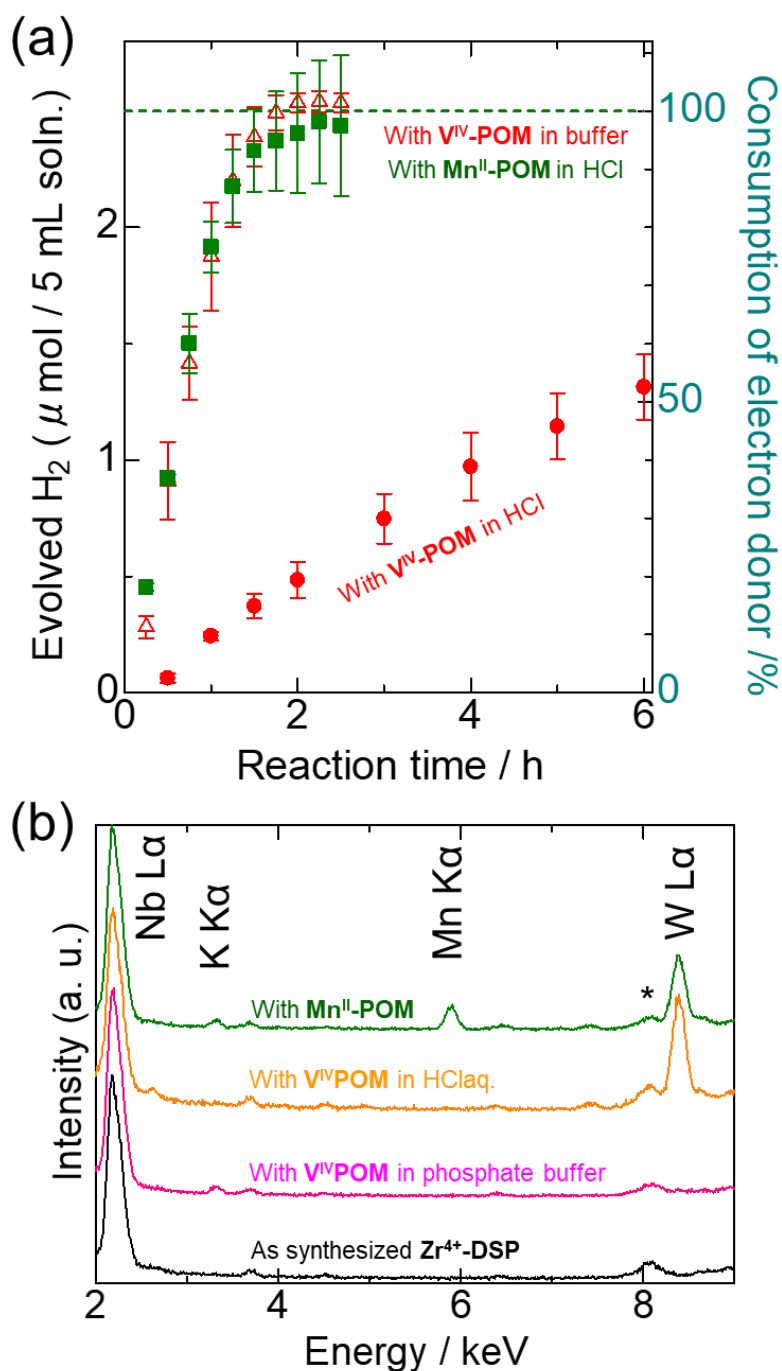 (a)
Evolved H₂ ( μ mol / 5 mL soln.)
2
1
0
With Vᴵⱽ-POM in buffer
With Mnᴵᴵ-POM in HCl
With Vᴵⱽ-POM in HCl
100
50
0
Consumption of electron donor /%
0 2 4 6
Reaction time / h
(b)
Intensity (a. u.)
Nb Lα
K Kα
Mn Kα
W Lα
*
With Mnᴵᴵ-POM
With VᴵⱽPOM in HClaq.
With VᴵⱽPOM in phosphate buffer
As synthesized Zr⁴⁺-DSP
2 4 6 8
Energy / keV